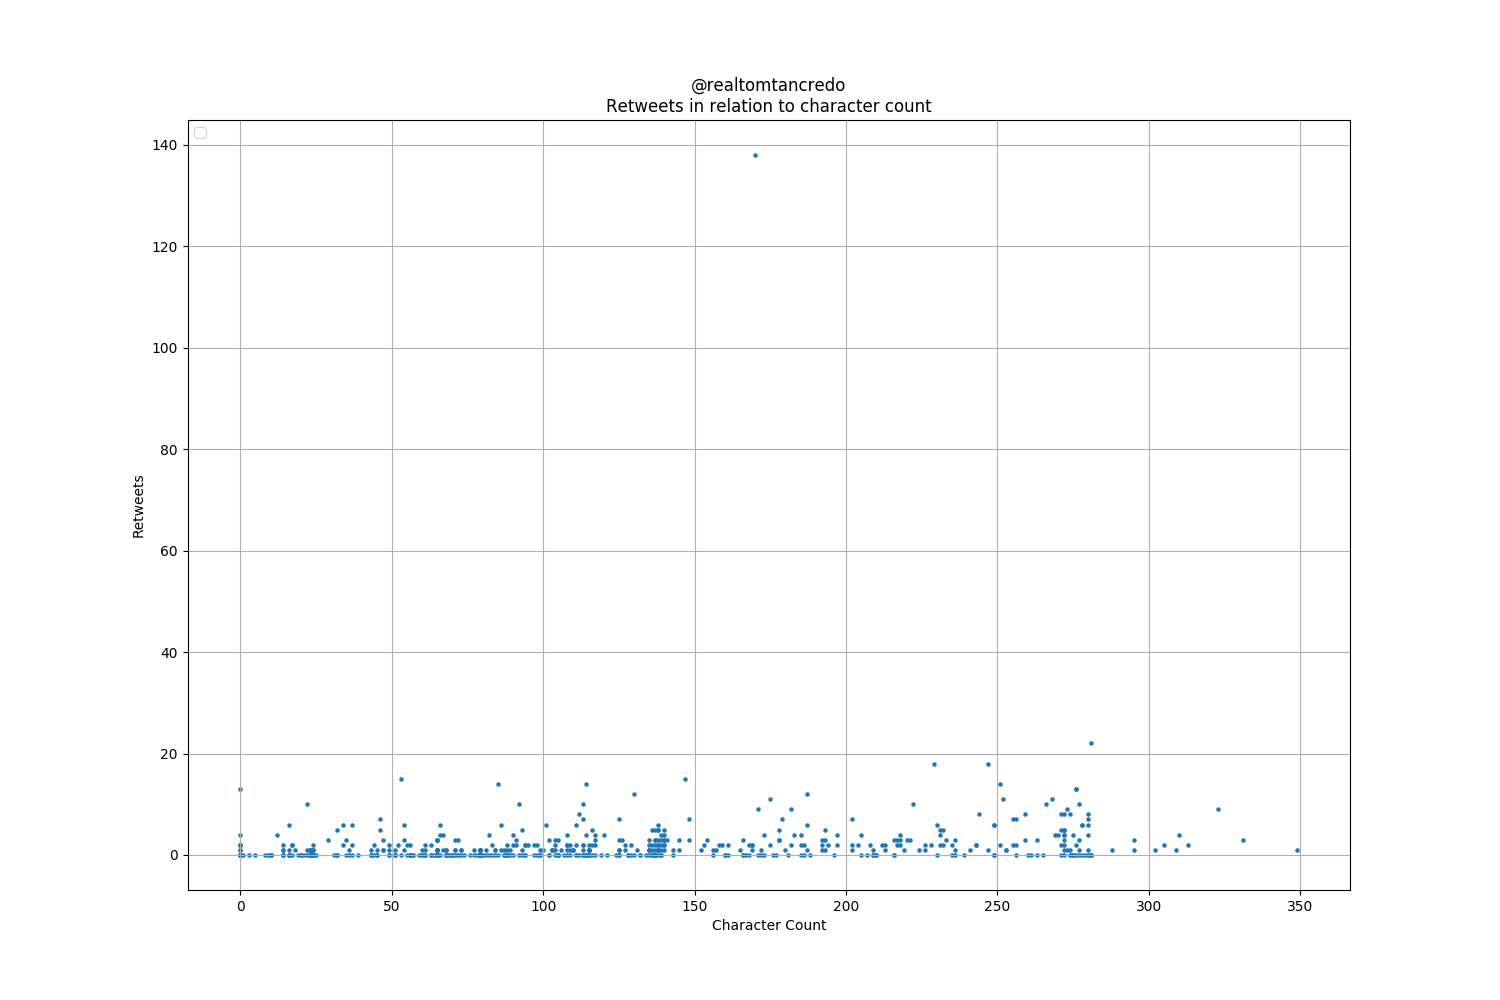 @realtomtancredo
Retweets in relation to character count
140
120
100
80
60
40
20
0
Retweets
0 50 100 150 200 250 300 350
Character Count